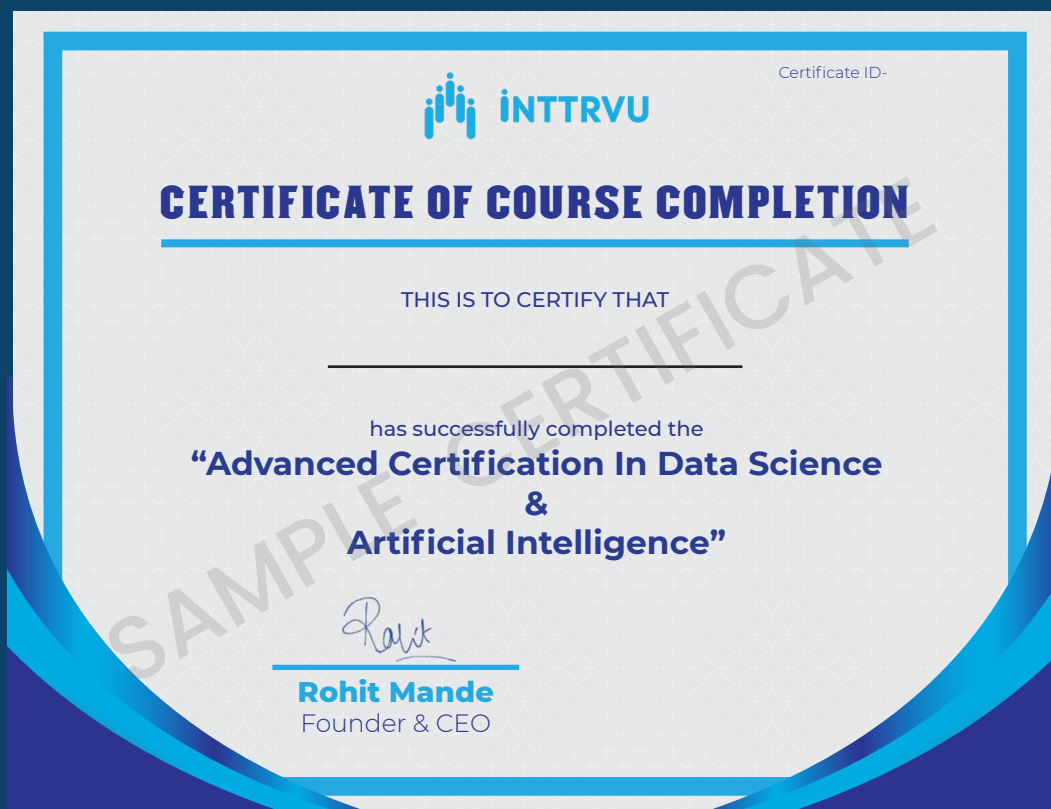 Certificate ID-
INTTRVU
CERTIFICATE OF COURSE COMPLETION
THIS IS TO CERTIFY THAT
has successfully completed the
“Advanced Certification In Data Science
&
Artificial Intelligence”
SAMPLE CERTIFICATE
Rohit
Rohit Mande
Founder & CEO